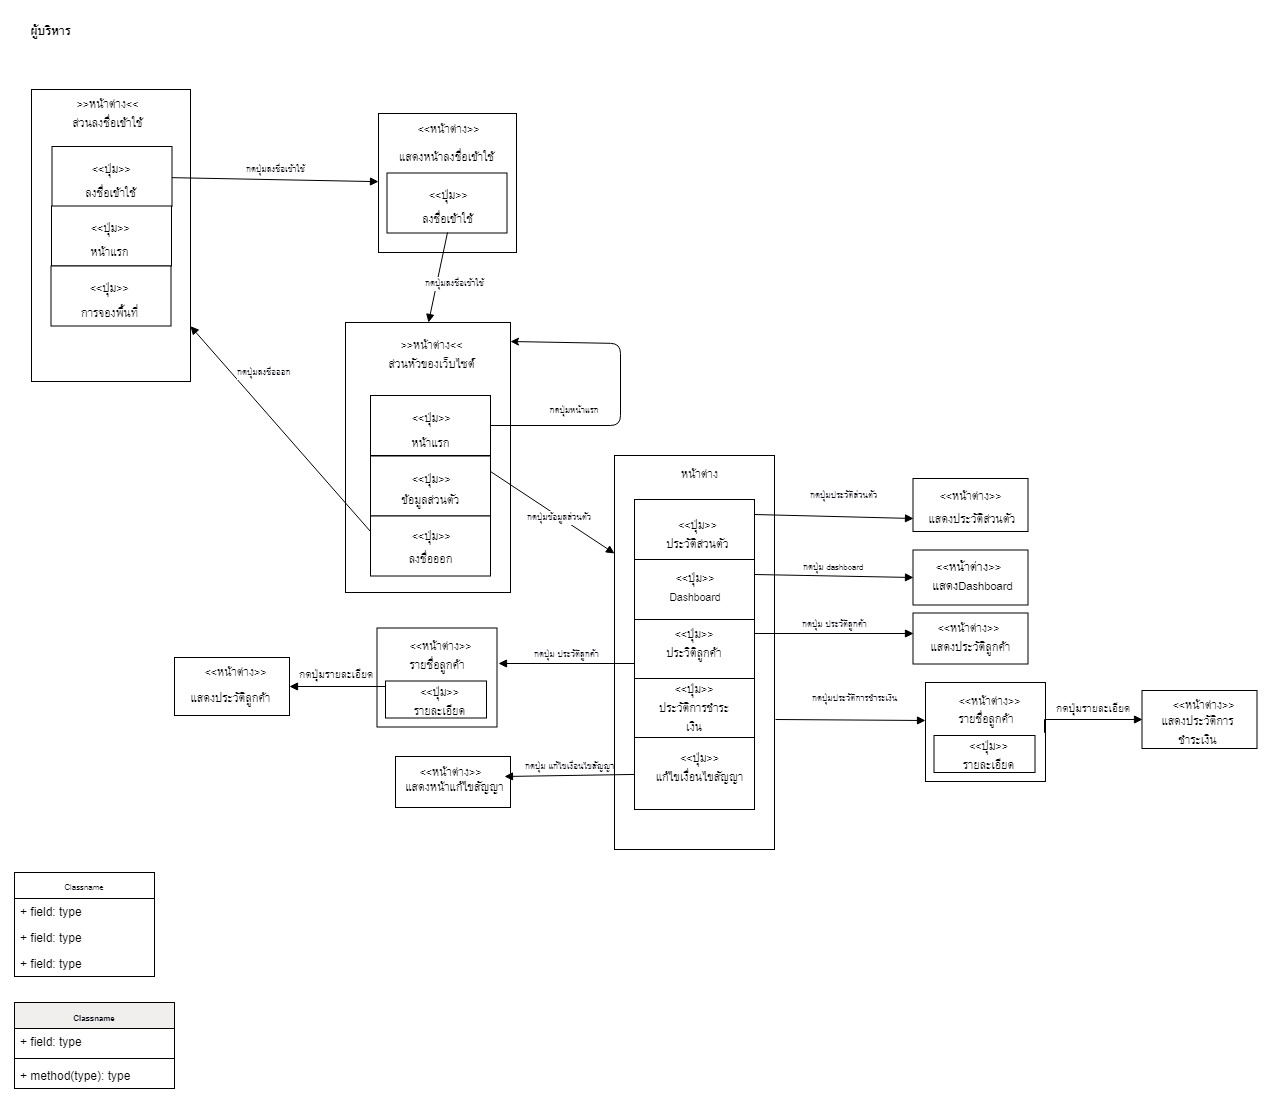 ผู้บริหาร
>>หน้าต่าง<<
ส่วนลงชื่อเข้าใช้
<<ปุ่ม>>
ลงชื่อเข้าใช้
<<ปุ่ม>>
หน้าแรก
<<ปุ่ม>>
การจองพื้นที่
กดปุ่มลงชื่อเข้าใช้
<<หน้าต่าง>>
แสดงหน้าลงชื่อเข้าใช้
<<ปุ่ม>>
ลงชื่อเข้าใช้
กดปุ่มลงชื่อเข้าใช้
กดปุ่มลงชื่อออก
>>หน้าต่าง<<
ส่วนหัวของเว็บไซต์
<<ปุ่ม>>
หน้าแรก
<<ปุ่ม>>
ข้อมูลส่วนตัว
<<ปุ่ม>>
ลงชื่อออก
กดปุ่มหน้าแรก
กดปุ่มข้อมูลส่วนตัว
หน้าต่าง
<<ปุ่ม>>
ประวัติส่วนตัว
<<ปุ่ม>>
Dashboard
<<ปุ่ม>>
ประวัติลูกค้า
<<ปุ่ม>>
ประวัติการชำระ
เงิน
<<ปุ่ม>>
แก้ไขเงื่อนไขสัญญา
กดปุ่มประวัติส่วนตัว
<<หน้าต่าง>>
แสดงประวัติส่วนตัว
กดปุ่ม dashboard
<<หน้าต่าง>>
แสดงDashboard
กดปุ่ม ประวัติลูกค้า
<<หน้าต่าง>>
แสดงประวัติลูกค้า
กดปุ่มประวัติการชำระเงิน
<<หน้าต่าง>>
รายชื่อลูกค้า
<<ปุ่ม>>
รายละเอียด
กดปุ่มรายละเอียด
<<หน้าต่าง>>
แสดงประวัติการ
ชำระเงิน
กดปุ่ม ประวัติลูกค้า
<<หน้าต่าง>>
รายชื่อลูกค้า
<<ปุ่ม>>
รายละเอียด
กดปุ่มรายละเอียด
<<หน้าต่าง>>
แสดงประวัติลูกค้า
กดปุ่ม แก้ไขเงื่อนไขสัญญา
<<หน้าต่าง>>
แสดงหน้าแก้ไขสัญญา
Classname
+ field: type
+ field: type
+ field: type
Classname
+ field: type
+ method(type): type